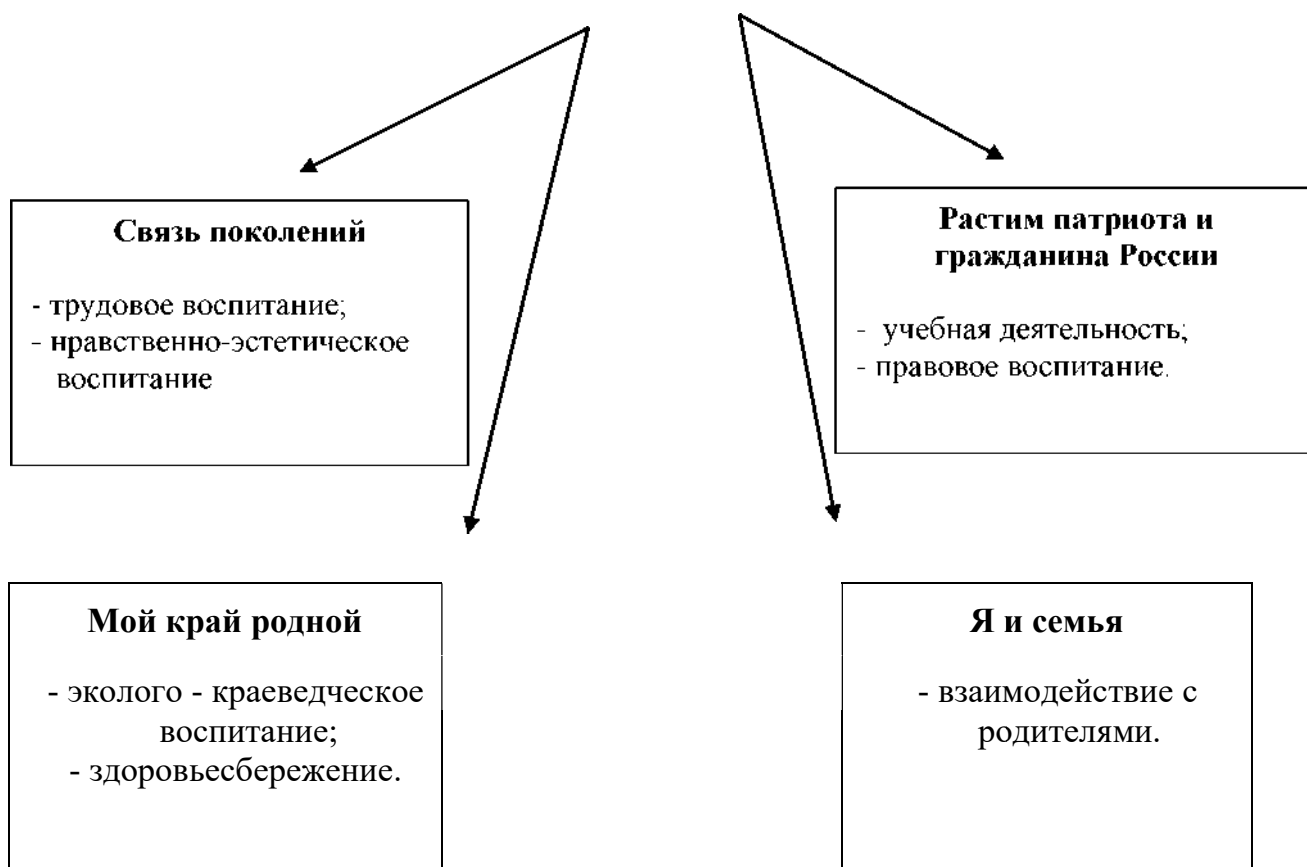 Связь поколений
- трудовое воспитание;
- нравственно-эстетическое
воспитание
Растим патриота и
гражданина России
- учебная деятельность;
- правовое воспитание.
Мой край родной
- эколого - краеведческое
воспитание;
- здоровьесбережение.
Я и семья
- взаимодействие с
родителями.